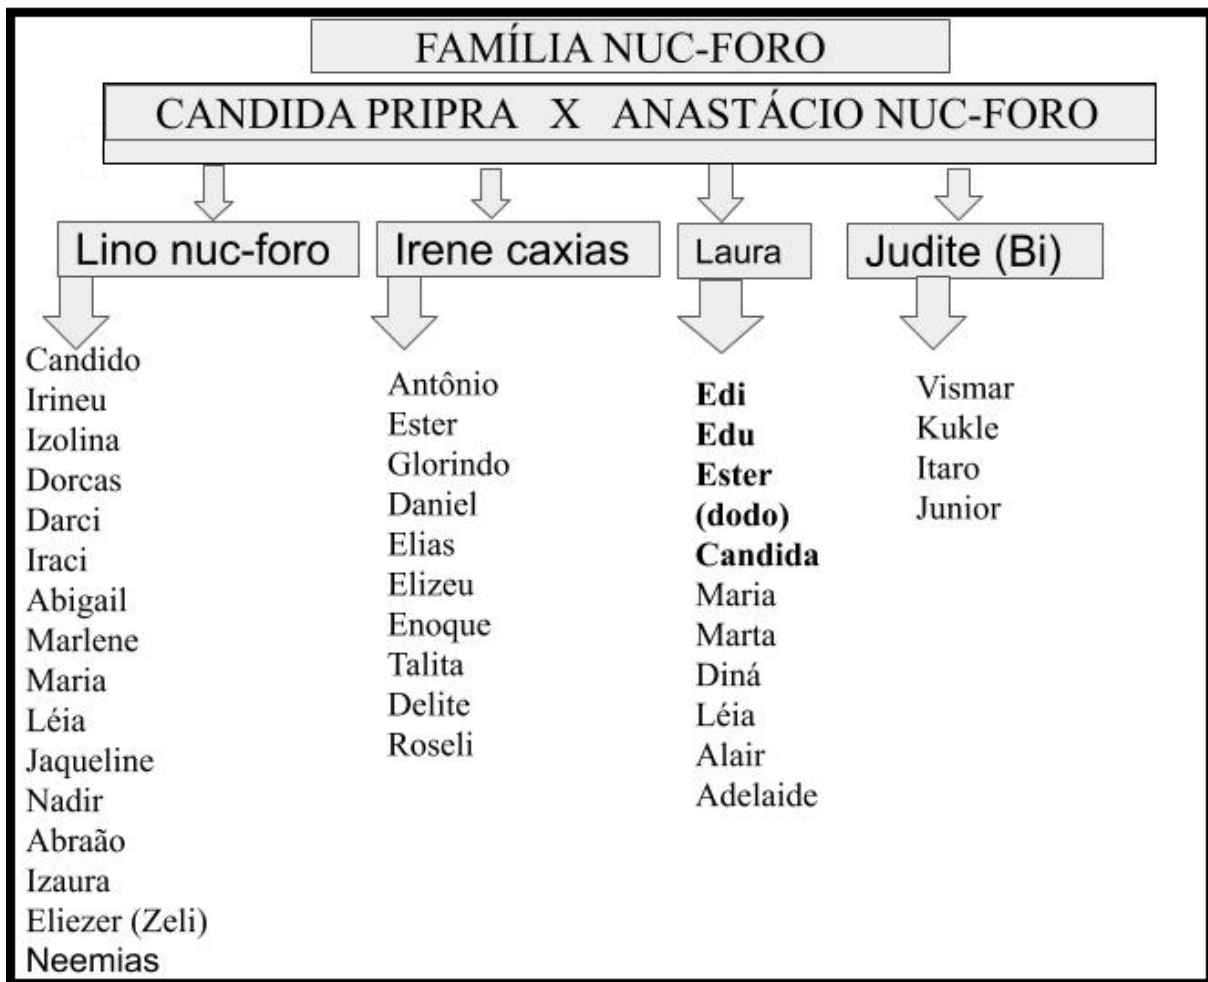 FAMÍLIA NUC-FORO
CANDIDA PRIPRA X ANASTÁCIO NUC-FORO
Lino nuc-foro
Candido
Irineu
Izolina
Dorcas
Darci
Iraci
Abigail
Marlene
Maria
Léia
Jaqueline
Nadir
Abraão
Izaura
Eliezer (Zeli)
Neemias
Irene caxias
Antônio
Ester
Glorindo
Daniel
Elias
Elizeu
Enoque
Talita
Delite
Roseli
Laura
Edi
Edu
Ester
(dodo)
Candida
Maria
Marta
Diná
Léia
Alair
Adelaide
Judite (Bi)
Vismar
Kukle
Itaro
Junior